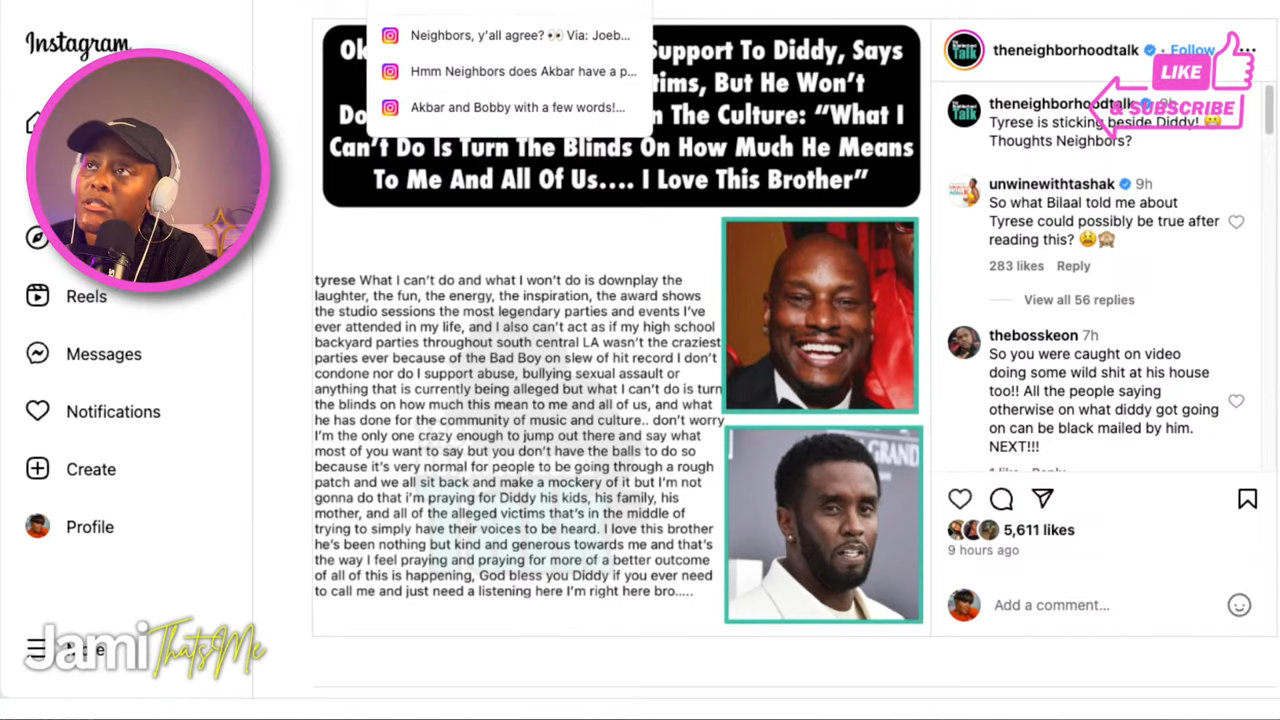 Instagram
Reels
Messages
Notifications
Create
Profile
Jami That'sMe
Neighbors, y'all agree? 👀 Via: Joeb...
Hmm Neighbors does Akbar have a p...
Akbar and Bobby with a few words!...
Support To Diddy, Says
tims, But He Won't
The Culture: “What I
Can't Do Is Turn The Blinds On How Much He Means
To Me And All Of Us.... I Love This Brother”
tyrese What I can't do and what I won't do is downplay the
laughter, the fun, the energy, the inspiration, the award shows
the studio sessions the most legendary parties and events I've
ever attended in my life, and I also can't act as if my high school
backyard parties throughout south central LA wasn't the craziest
parties ever because of the Bad Boy on slew of hit record I don't
condone nor do I support abuse, bullying sexual assault or
anything that is currently being alleged but what I can't do is turn
the blinds on how much this mean to me and all of us, and what
he has done for the community of music and culture.. don't worry
I'm the only one crazy enough to jump out there and say what
most of you want to say but you don't have the balls to do so
because it's very normal for people to be going through a rough
patch and we all sit back and make a mockery of it but I'm not
gonna do that i'm praying for Diddy his kids, his family, his
mother, and all of the alleged victims that's in the middle of
trying to simply have their voices to be heard. I love this brother
he's been nothing but kind and generous towards me and that's
the way I feel praying and praying for more of a better outcome
of all of this is happening, God bless you Diddy if you ever need
to call me and just need a listening here I'm right here bro.....
GRAND
theneighborhoodtalk • Follow ...
LIKE
& SUBSCRIBE
theneighborhoodtalk 9h
Tyrese is sticking beside Diddy! 😬
Thoughts Neighbors?
unwinewithtashak 9h
So what Bilaal told me about
Tyrese could possibly be true after
reading this? 😫🙈
283 likes Reply
View all 56 replies
thebosskeon 7h
So you were caught on video
doing some wild shit at his house
too!! All the people saying
otherwise on what diddy got going
on can be black mailed by him.
NEXT!!!
5,611 likes
9 hours ago
Add a comment...